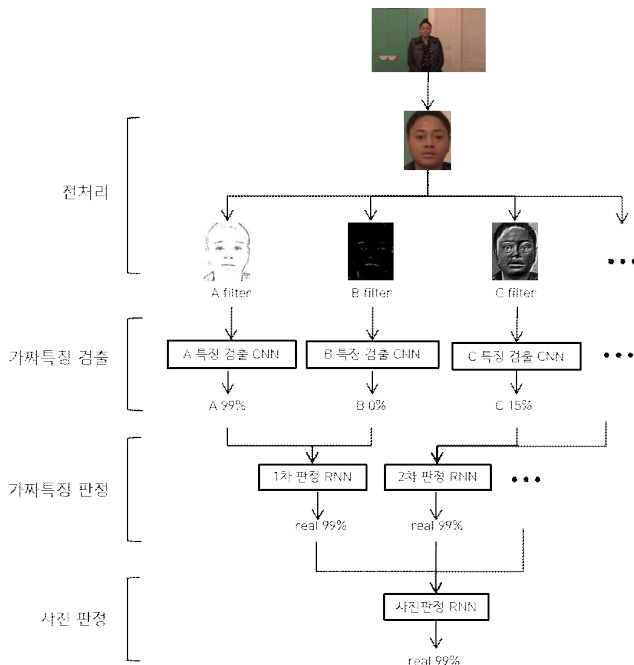 전처리
A filter
B filter
C filter
가짜특징 검출
A 특징 검출 CNN
B 특징 검출 CNN
C 특징 검출 CNN
A 99%
B 0%
C 15%
가짜특징 판정
1차 판정 RNN
2차 판정 RNN
real 99%
real 99%
사진 판정
사진판정 RNN
real 99%